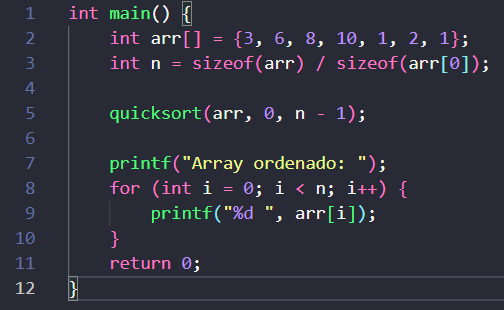 1 int main() {
2     int arr[] = {3, 6, 8, 10, 1, 2, 1};
3     int n = sizeof(arr) / sizeof(arr[0]);
4
5     quicksort(arr, 0, n - 1);
6
7     printf("Array ordenado: ");
8     for (int i = 0; i < n; i++) {
9         printf("%d ", arr[i]);
10     }
11     return 0;
12 }